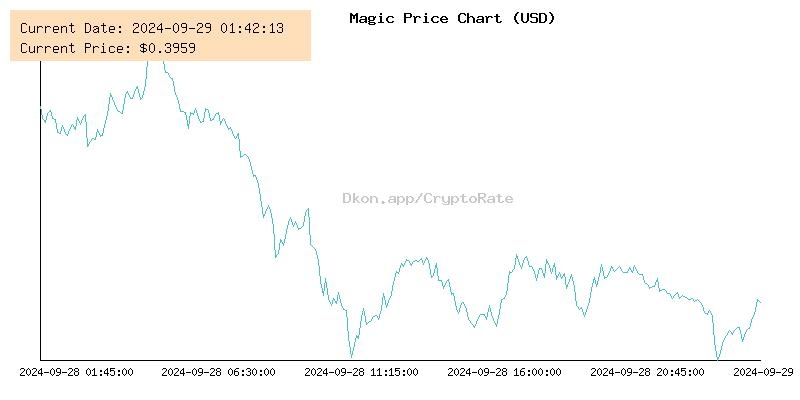 Magic Price Chart (USD)
Current Date: 2024-09-29 01:42:13
Current Price: $0.3959
Dkon.app/CryptoRate
2024-09-28 01:45:00 2024-09-28 06:30:00 2024-09-28 11:15:00 2024-09-28 16:00:00 2024-09-28 20:45:00 2024-09-29